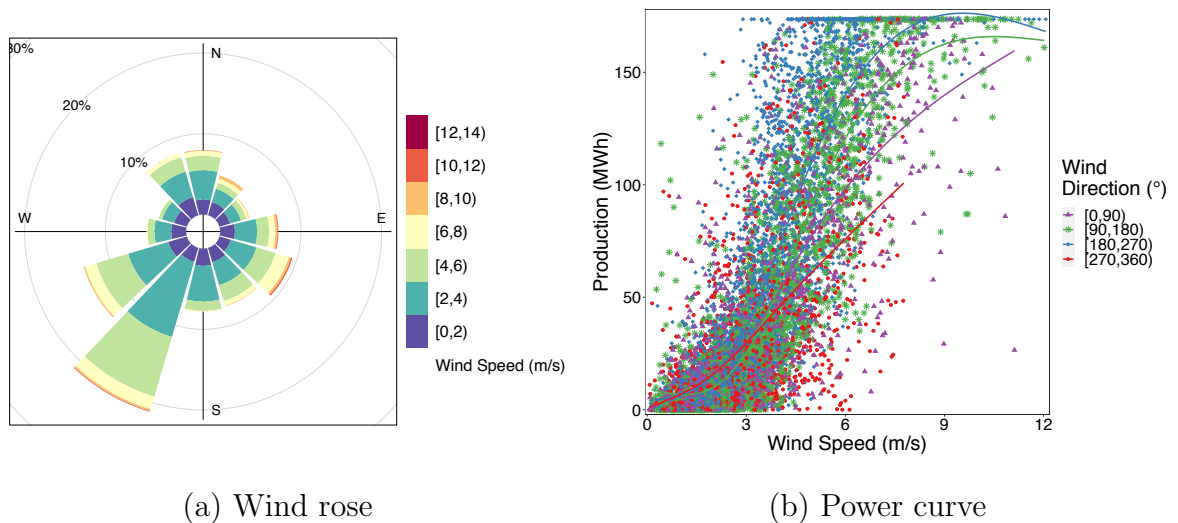 30%
20%
10%
N
W
E
S
[12,14)
[10,12)
[8,10)
[6,8)
[4,6)
[2,4)
[0,2)
Wind Speed (m/s)
(a) Wind rose
Production (MWh)
150
100
50
0
0 3 6 9 12
Wind Speed (m/s)
Wind
Direction (°)
[0,90)
[90,180)
[180,270)
[270,360)
(b) Power curve